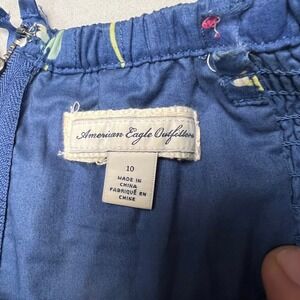 American Eagle Outfitters
10
MADE IN
CHINA
FABRIQUÉ EN
CHINE